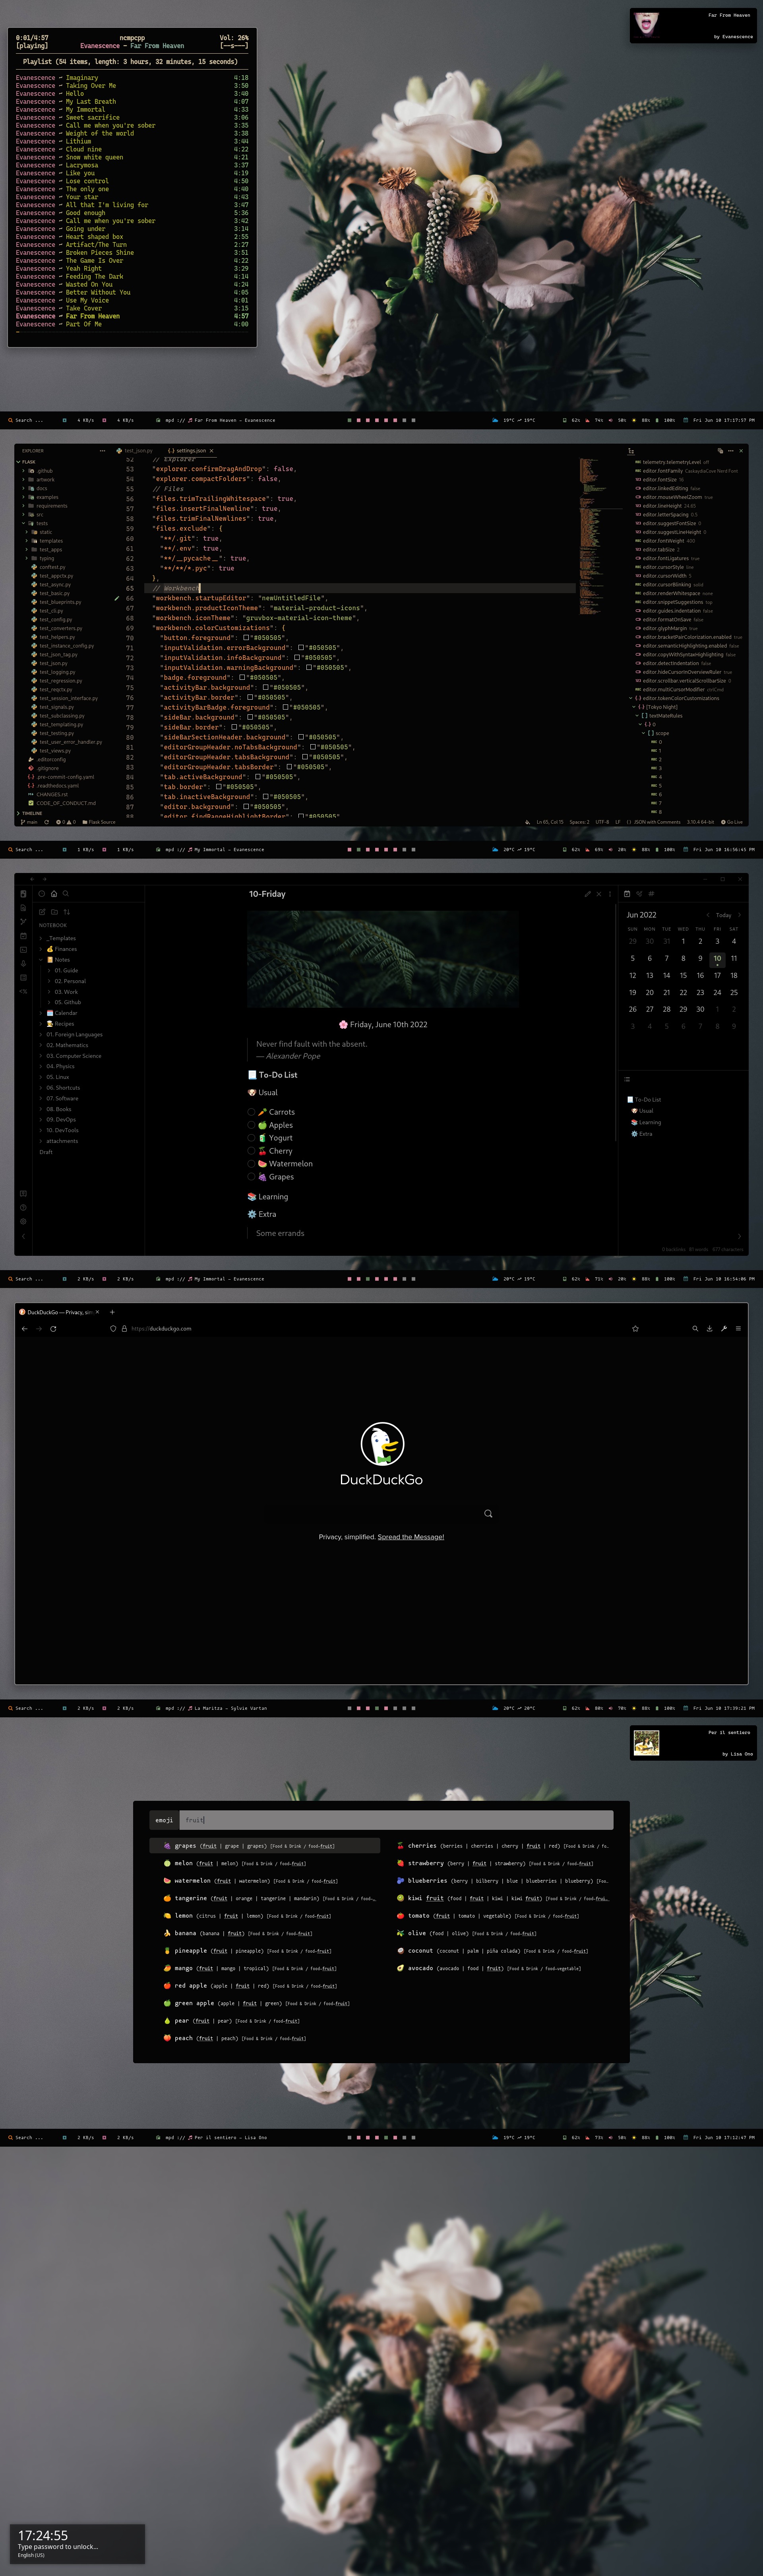 0:01/4:57 ncmpcpp Vol: 26%
[playing] Evanescence - Far From Heaven [--s---]
Playlist (54 items, length: 3 hours, 32 minutes, 15 seconds)
Evanescence ~ Imaginary 4:18
Evanescence ~ Taking Over Me 3:50
Evanescence ~ Hello 3:40
Evanescence ~ My Last Breath 4:07
Evanescence ~ My Immortal 4:33
Evanescence ~ Sweet sacrifice 3:06
Evanescence ~ Call me when you're sober 3:35
Evanescence ~ Weight of the world 3:38
Evanescence ~ Lithium 3:44
Evanescence ~ Cloud nine 4:22
Evanescence ~ Snow white queen 4:21
Evanescence ~ Lacrymosa 3:37
Evanescence ~ Like you 4:19
Evanescence ~ Lose control 4:50
Evanescence ~ The only one 4:40
Evanescence ~ Your star 4:43
Evanescence ~ All that I'm living for 3:47
Evanescence ~ Good enough 5:36
Evanescence ~ Call me when you're sober 3:42
Evanescence ~ Going under 3:14
Evanescence ~ Heart shaped box 2:55
Evanescence ~ Artifact/The Turn 2:27
Evanescence ~ Broken Pieces Shine 3:51
Evanescence ~ The Game Is Over 4:22
Evanescence ~ Yeah Right 3:29
Evanescence ~ Feeding The Dark 4:14
Evanescence ~ Wasted On You 4:24
Evanescence ~ Better Without You 4:05
Evanescence ~ Use My Voice 4:01
Evanescence ~ Take Cover 3:15
Evanescence ~ Far From Heaven 4:57
Evanescence ~ Part Of Me 4:00
Far From Heaven
by Evanescence
Search ... 4 KB/s 4 KB/s mpd :// Far From Heaven - Evanescence 19°C 19°C 62% 74% 50% 88% 100% Fri Jun 10 17:17:57 PM
EXPLORER
FLASK
.github
artwork
docs
examples
requirements
src
tests
static
templates
test_apps
typing
conftest.py
test_appctx.py
test_async.py
test_basic.py
test_blueprints.py
test_cli.py
test_config.py
test_converters.py
test_helpers.py
test_instance_config.py
test_json_tag.py
test_json.py
test_logging.py
test_regression.py
test_reqctx.py
test_session_interface.py
test_signals.py
test_subclassing.py
test_templating.py
test_testing.py
test_user_error_handler.py
test_views.py
.editorconfig
.gitignore
.pre-commit-config.yaml
.readthedocs.yaml
CHANGES.rst
CODE_OF_CONDUCT.md
TIMELINE
test_json.py settings.json
52 // Explorer
53 "explorer.confirmDragAndDrop": false,
54 "explorer.compactFolders": false,
55 // Files
56 "files.trimTrailingWhitespace": true,
57 "files.insertFinalNewline": true,
58 "files.trimFinalNewlines": true,
59 "files.exclude": {
60 "**/.git": true,
61 "**/.env": true,
62 "**/__pycache__": true,
63 "**/**/*.pyc": true
64 },
65 // Workbench
66 "workbench.startupEditor": "newUntitledFile",
67 "workbench.productIconTheme": "material-product-icons",
68 "workbench.iconTheme": "gruvbox-material-icon-theme",
69 "workbench.colorCustomizations": {
70 "button.foreground": "#050505",
71 "inputValidation.errorBackground": "#050505",
72 "inputValidation.infoBackground": "#050505",
73 "inputValidation.warningBackground": "#050505",
74 "badge.foreground": "#050505",
75 "activityBar.background": "#050505",
76 "activityBar.border": "#050505",
77 "activityBarBadge.foreground": "#050505",
78 "sideBar.background": "#050505",
79 "sideBar.border": "#050505",
80 "sideBarSectionHeader.background": "#050505",
81 "editorGroupHeader.noTabsBackground": "#050505",
82 "editorGroupHeader.tabsBackground": "#050505",
83 "editorGroupHeader.tabsBorder": "#050505",
84 "tab.activeBackground": "#050505",
85 "tab.border": "#050505",
86 "tab.inactiveBackground": "#050505",
87 "editor.background": "#050505",
88 "editor.findRangeHighlightBorder": "#050505",
telemetry.telemetryLevel off
editor.fontFamily CaskaydiaCove Nerd Font
editor.fontSize 16
editor.linkedEditing false
editor.mouseWheelZoom true
editor.lineHeight 24.65
editor.letterSpacing 0.5
editor.suggestFontSize 0
editor.suggestLineHeight 0
editor.fontWeight 400
editor.tabSize 2
editor.fontLigatures true
editor.cursorStyle line
editor.cursorWidth 5
editor.cursorBlinking solid
editor.renderWhitespace none
editor.snippetSuggestions top
editor.guides.indentation false
editor.formatOnSave false
editor.glyphMargin true
editor.bracketPairColorization.enabled true
editor.semanticHighlighting.enabled false
editor.copyWithSyntaxHighlighting false
editor.detectIndentation false
editor.hideCursorInOverviewRuler true
editor.scrollbar.verticalScrollbarSize 5
editor.multiCursorModifier ctrlCmd
editor.tokenColorCustomizations
[Tokyo Night]
textMateRules
0
scope
0
1
2
3
4
5
6
7
8
main 0 0 Flask Source Ln 65, Col 15 Spaces: 2 UTF-8 LF JSON with Comments 3.10.4 64-bit Go Live
Search ... 1 KB/s 1 KB/s mpd :// My Immortal - Evanescence 20°C 19°C 62% 69% 20% 88% 100% Fri Jun 10 16:56:45 PM
NOTEBOOK
_Templates
Finances
Notes
01. Guide
02. Personal
03. Work
05. Github
Calendar
Recipes
01. Foreign Languages
02. Mathematics
03. Computer Science
04. Physics
05. Linux
06. Shortcuts
07. Software
08. Books
09. DevOps
10. DevTools
attachments
Draft
10-Friday
🌸 Friday, June 10th 2022
Never find fault with the absent.
— Alexander Pope
To-Do List
Usual
🥕 Carrots
🍏 Apples
Yogurt
🍒 Cherry
🍉 Watermelon
🍇 Grapes
📚 Learning
⚙️ Extra
Some errands
Jun 2022 Today
SUN MON TUE WED THU FRI SAT
29 30 31 1 2 3 4
5 6 7 8 9 10 11
12 13 14 15 16 17 18
19 20 21 22 23 24 25
26 27 28 29 30 1 2
3 4 5 6 7 8 9
To-Do List
Usual
📚 Learning
⚙️ Extra
Search ... 2 KB/s 2 KB/s mpd :// My Immortal - Evanescence 20°C 19°C 62% 71% 20% 88% 100% Fri Jun 10 16:54:06 PM
DuckDuckGo — Privacy, sim
https://duckduckgo.com
DuckDuckGo
Privacy, simplified. Spread the Message!
Search ... 2 KB/s 2 KB/s mpd :// La Maritza - Sylvie Vartan 20°C 20°C 62% 80% 70% 88% 100% Fri Jun 10 17:39:21 PM
Per il sentiero
by Lisa Ono
emoji fruit
grapes (fruit | grape | grapes) [Food & Drink / food-fruit]
melon (fruit | melon) [Food & Drink / food-fruit]
watermelon (fruit | watermelon) [Food & Drink / food-fruit]
tangerine (fruit | orange | tangerine | mandarin) [Food & Drink / food-…
lemon (citrus | fruit | lemon) [Food & Drink / food-fruit]
banana (banana | fruit) [Food & Drink / food-fruit]
pineapple (fruit | pineapple) [Food & Drink / food-fruit]
mango (fruit | mango | tropical) [Food & Drink / food-fruit]
red apple (apple | fruit | red) [Food & Drink / food-fruit]
green apple (apple | fruit | green) [Food & Drink / food-fruit]
pear (fruit | pear) [Food & Drink / food-fruit]
peach (fruit | peach) [Food & Drink / food-fruit]
cherries (berries | cherries | cherry | fruit | red) [Food & Drink / fo…
strawberry (berry | fruit | strawberry) [Food & Drink / food-fruit]
blueberries (berry | bilberry | blue | blueberries | blueberry) [Foo…
kiwi fruit (food | fruit | kiwi | kiwi fruit) [Food & Drink / food-frui…
tomato (fruit | tomato | vegetable) [Food & Drink / food-fruit]
olive (food | olive) [Food & Drink / food-fruit]
coconut (coconut | palm | piña colada) [Food & Drink / food-fruit]
avocado (avocado | food | fruit) [Food & Drink / food-vegetable]
Search ... 2 KB/s 2 KB/s mpd :// Per il sentiero - Lisa Ono 19°C 19°C 62% 73% 50% 88% 100% Fri Jun 10 17:12:47 PM
17:24:55
Type password to unlock...
English (US)